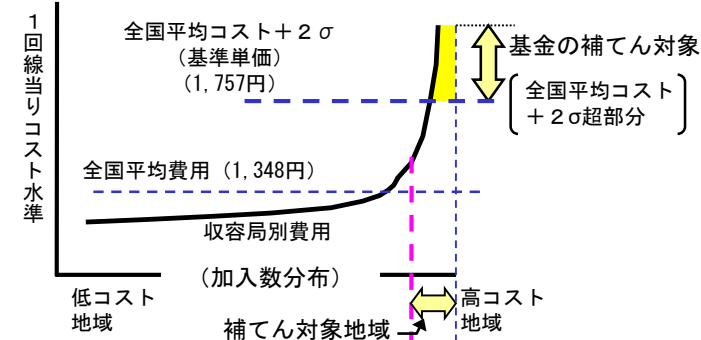 1回線当りコスト水準
全国平均コスト＋２σ
(基準単価)
(1,757円)
基金の補てん対象
全国平均コスト
＋２σ超部分
全国平均費用（1,348円）
収容局別費用
（加入数分布）
低コスト
地域
高コスト
地域
補てん対象地域